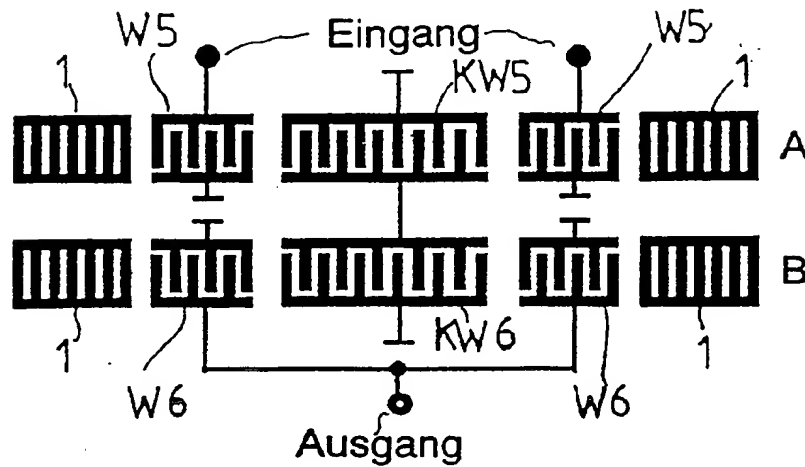 W5 Eingang W5
1 KW5 1
A
B
1 KW6 1
W6 W6
Ausgang